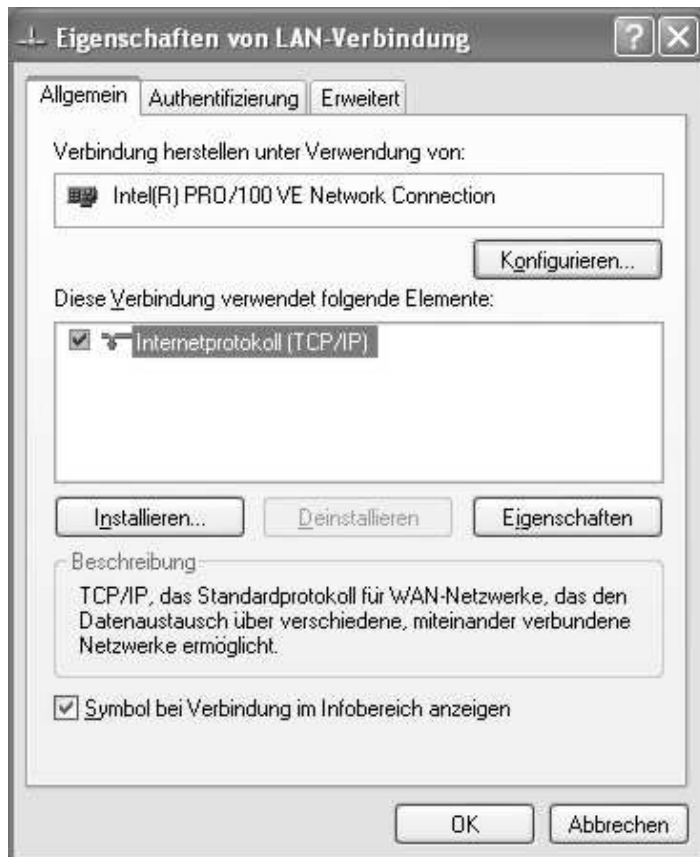 Eigenschaften von LAN-Verbindung
Allgemein
Authentifizierung
Erweitert
Verbindung herstellen unter Verwendung von:
Intel(R) PRO/100 VE Network Connection
Konfigurieren...
Diese Verbindung verwendet folgende Elemente:
Internetprotokoll (TCP/IP)
Installieren...
Deinstallieren
Eigenschaften
Beschreibung
TCP/IP, das Standardprotokoll für WAN-Netzwerke, das den
Datenaustausch über verschiedene, miteinander verbundene
Netzwerke ermöglicht.
Symbol bei Verbindung im Infobereich anzeigen
OK
Abbrechen